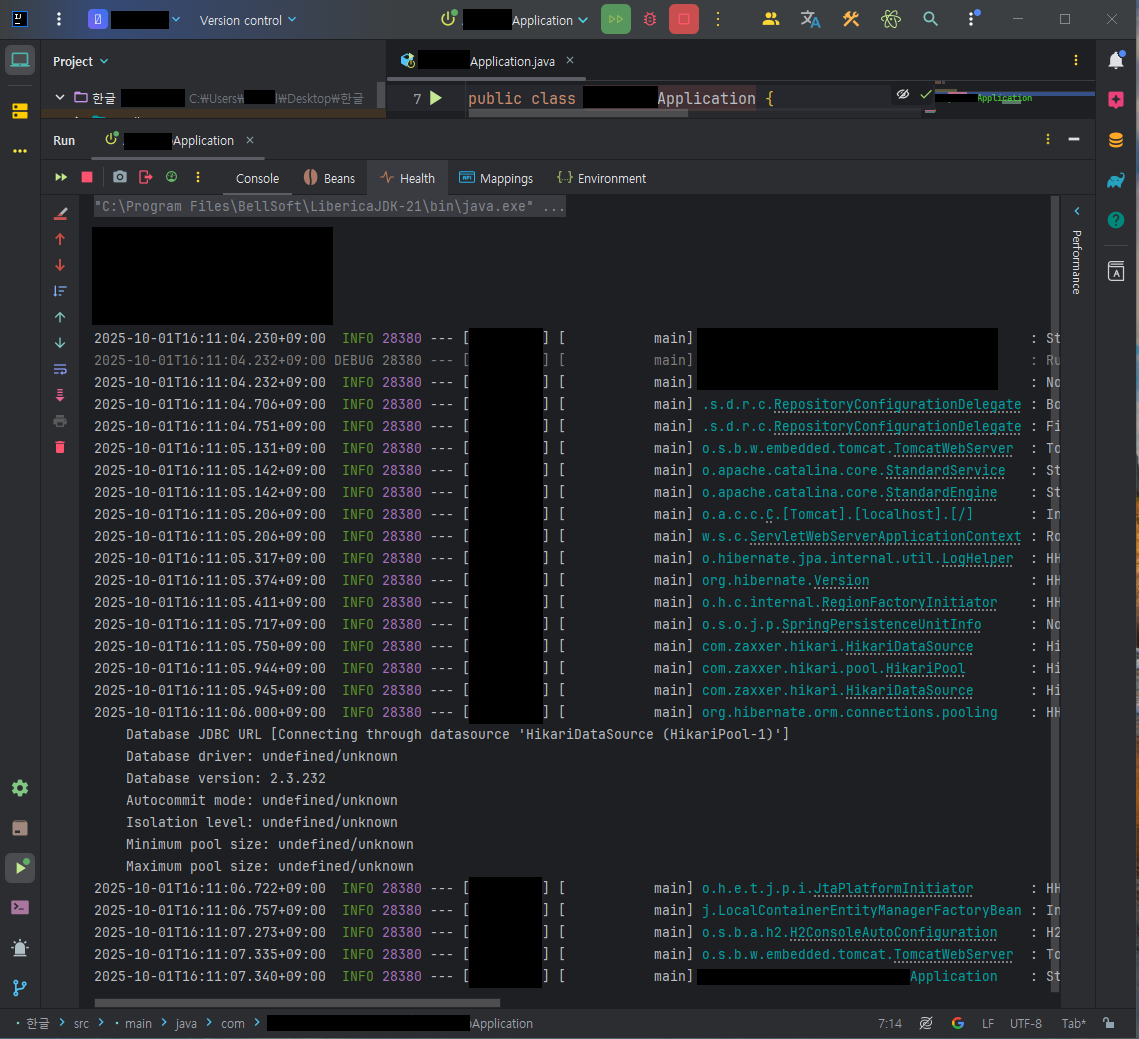 Version control
Application
Project
Application.java
한글 C:₩Users₩ l₩Desktop₩한글
7 public class Application {
Application
Run Application
Console Beans Health Mappings Environment
"C:\Program Files\BellSoft\LibericaJDK-21\bin\java.exe" ...
Performance
2025-10-01T16:11:04.230+09:00 INFO 28380 --- [ ] [ main] : St
2025-10-01T16:11:04.232+09:00 DEBUG 28380 --- [ ] [ main] : Ru
2025-10-01T16:11:04.232+09:00 INFO 28380 --- [ ] [ main] : No
2025-10-01T16:11:04.706+09:00 INFO 28380 --- [ ] [ main] .s.d.r.c.RepositoryConfigurationDelegate : Bo
2025-10-01T16:11:04.751+09:00 INFO 28380 --- [ ] [ main] .s.d.r.c.RepositoryConfigurationDelegate : Fi
2025-10-01T16:11:05.131+09:00 INFO 28380 --- [ ] [ main] o.s.b.w.embedded.tomcat.TomcatWebServer : To
2025-10-01T16:11:05.142+09:00 INFO 28380 --- [ ] [ main] o.apache.catalina.core.StandardService : St
2025-10-01T16:11:05.142+09:00 INFO 28380 --- [ ] [ main] o.apache.catalina.core.StandardEngine : St
2025-10-01T16:11:05.206+09:00 INFO 28380 --- [ ] [ main] o.a.c.c.C.[Tomcat].[localhost].[/] : In
2025-10-01T16:11:05.206+09:00 INFO 28380 --- [ ] [ main] w.s.c.ServletWebServerApplicationContext : Ro
2025-10-01T16:11:05.317+09:00 INFO 28380 --- [ ] [ main] o.hibernate.jpa.internal.util.LogHelper : HH
2025-10-01T16:11:05.374+09:00 INFO 28380 --- [ ] [ main] org.hibernate.Version : HH
2025-10-01T16:11:05.411+09:00 INFO 28380 --- [ ] [ main] o.h.c.internal.RegionFactoryInitiator : HH
2025-10-01T16:11:05.717+09:00 INFO 28380 --- [ ] [ main] o.s.o.j.p.SpringPersistenceUnitInfo : No
2025-10-01T16:11:05.750+09:00 INFO 28380 --- [ ] [ main] com.zaxxer.hikari.HikariDataSource : Hi
2025-10-01T16:11:05.944+09:00 INFO 28380 --- [ ] [ main] com.zaxxer.hikari.pool.HikariPool : Hi
2025-10-01T16:11:05.945+09:00 INFO 28380 --- [ ] [ main] com.zaxxer.hikari.HikariDataSource : Hi
2025-10-01T16:11:06.000+09:00 INFO 28380 --- [ ] [ main] org.hibernate.orm.connections.pooling : HH
Database JDBC URL [Connecting through datasource 'HikariDataSource (HikariPool-1)']
Database driver: undefined/unknown
Database version: 2.3.232
Autocommit mode: undefined/unknown
Isolation level: undefined/unknown
Minimum pool size: undefined/unknown
Maximum pool size: undefined/unknown
2025-10-01T16:11:06.722+09:00 INFO 28380 --- [ ] [ main] o.h.e.t.j.p.i.JtaPlatformInitiator : HH
2025-10-01T16:11:06.757+09:00 INFO 28380 --- [ ] [ main] j.LocalContainerEntityManagerFactoryBean : In
2025-10-01T16:11:07.273+09:00 INFO 28380 --- [ ] [ main] o.s.b.a.h2.H2ConsoleAutoConfiguration : H2
2025-10-01T16:11:07.335+09:00 INFO 28380 --- [ ] [ main] o.s.b.w.embedded.tomcat.TomcatWebServer : To
2025-10-01T16:11:07.340+09:00 INFO 28380 --- [ ] [ main] Application : St
한글 > src > main > java > com > Application 7:14 LF UTF-8 Tab*